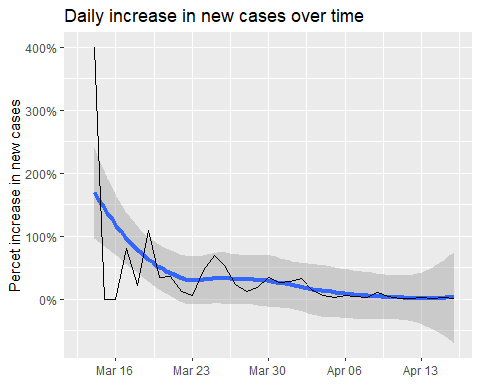 Daily increase in new cases over time
Percet increase in new cases
400%
300%
200%
100%
0%
Mar 16 Mar 23 Mar 30 Apr 06 Apr 13